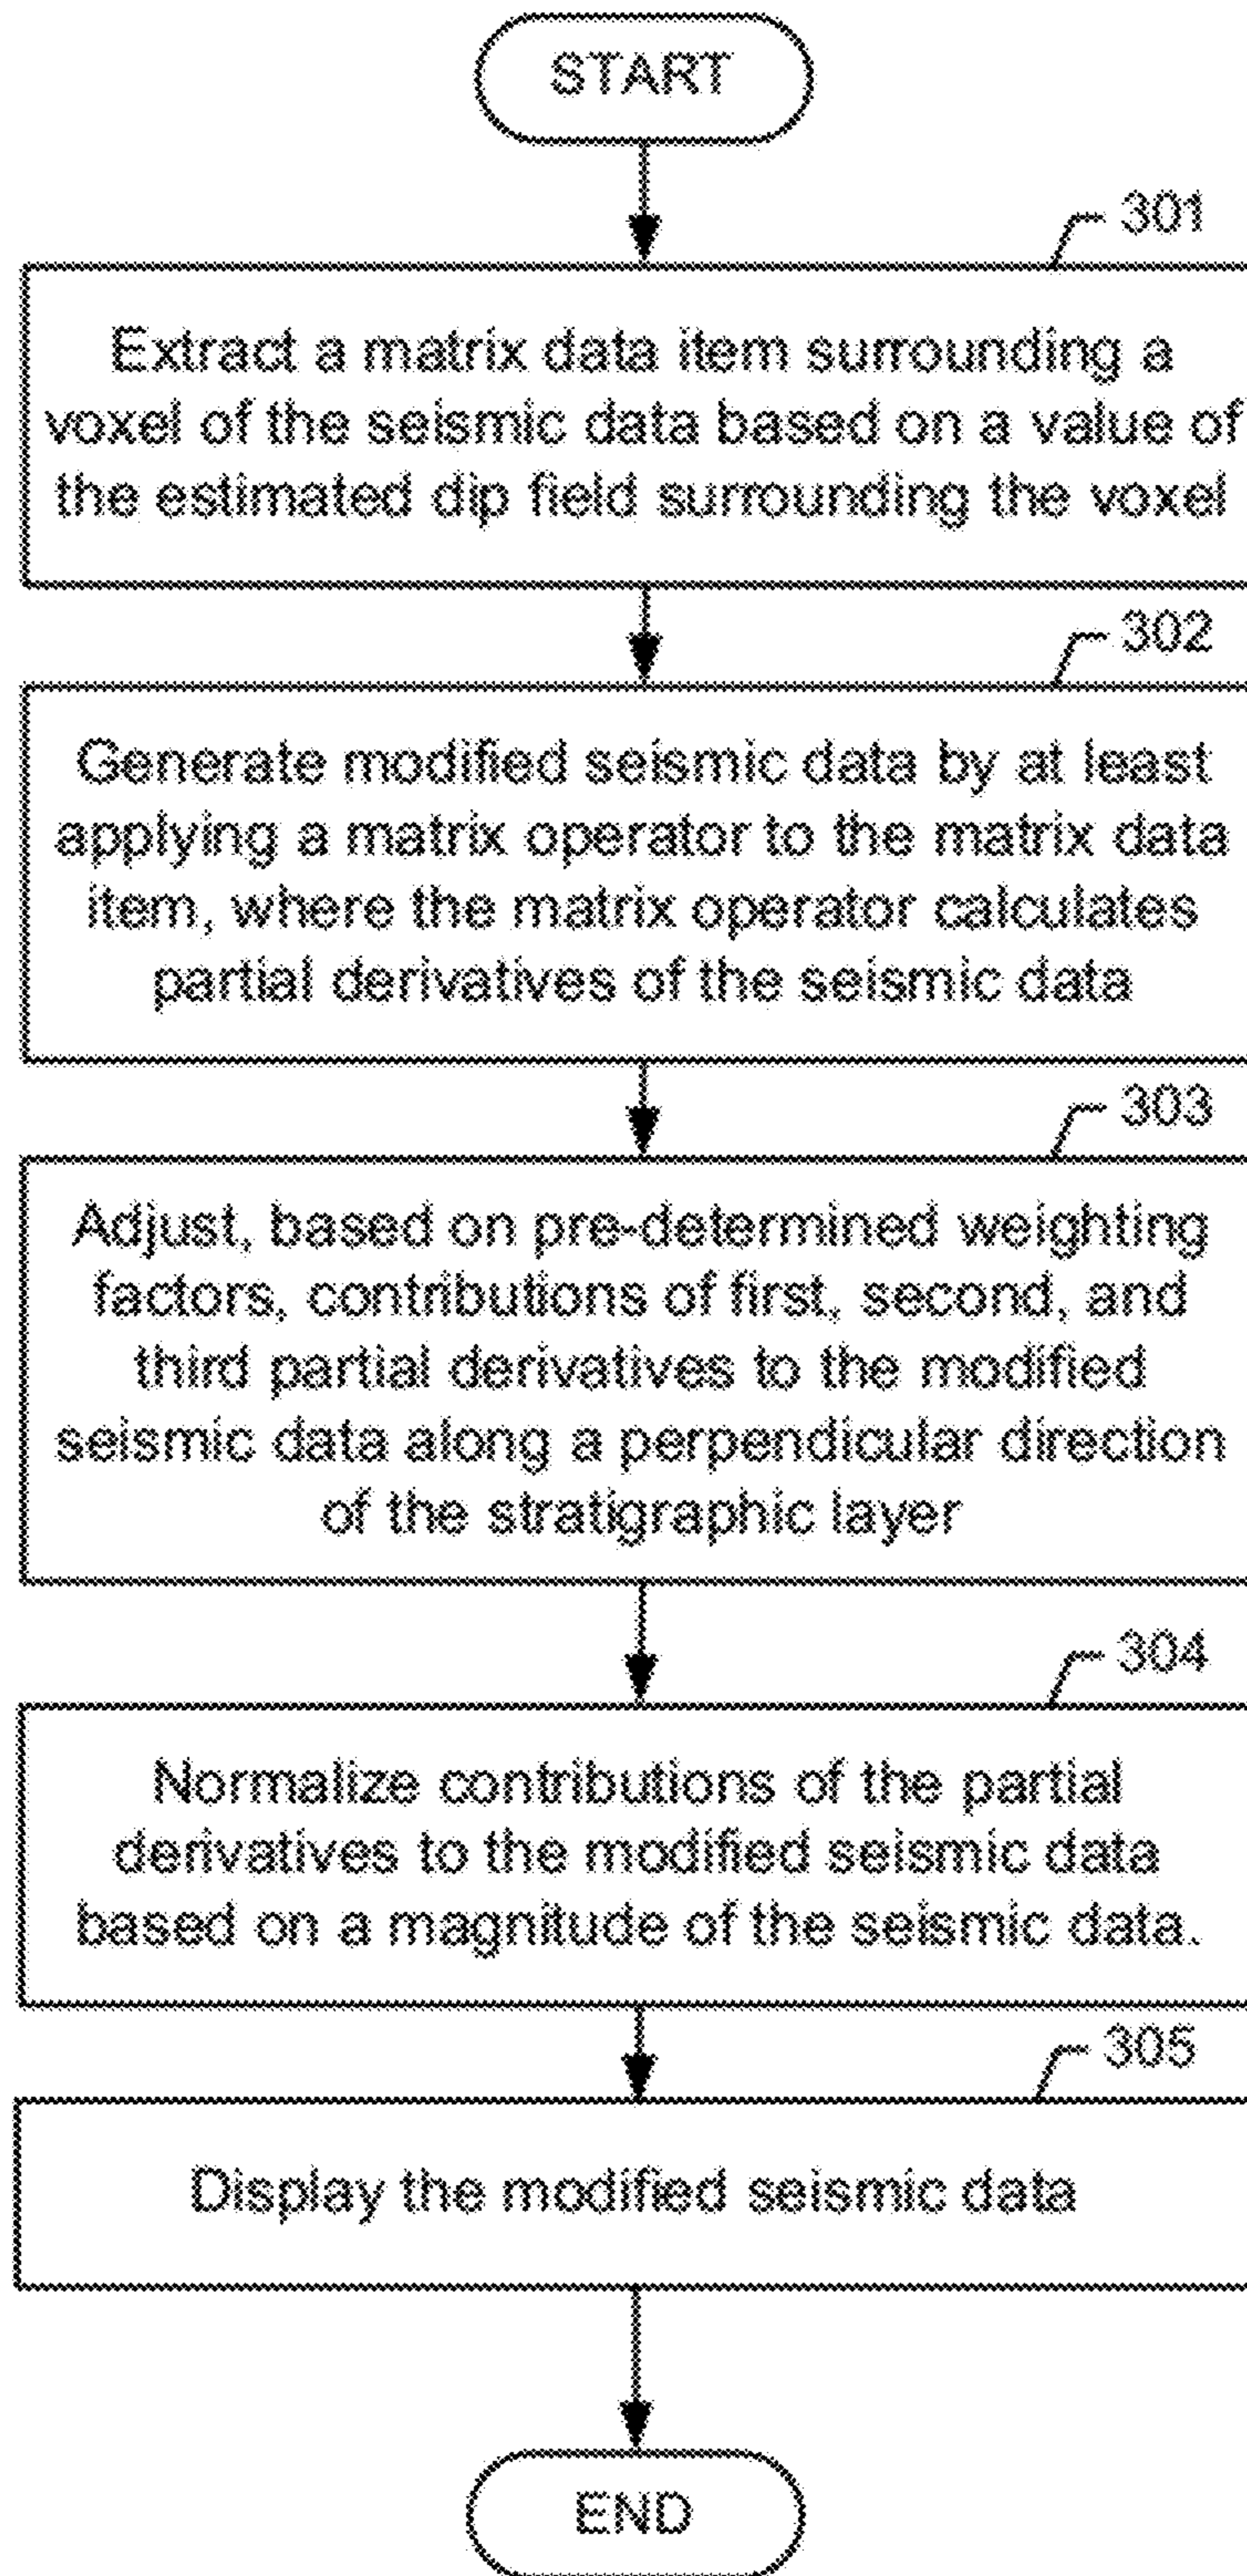 START
301
Extract a matrix data item surrounding a
voxel of the seismic data based on a value of
the estimated dip field surrounding the voxel
302
Generate modified seismic data by at least
applying a matrix operator to the matrix data
item, where the matrix operator calculates
partial derivatives of the seismic data
303
Adjust, based on pre-determined weighting
factors, contributions of first, second, and
third partial derivatives to the modified
seismic data along a perpendicular direction
of the stratigraphic layer
304
Normalize contributions of the partial
derivatives to the modified seismic data
based on a magnitude of the seismic data.
305
Display the modified seismic data
END